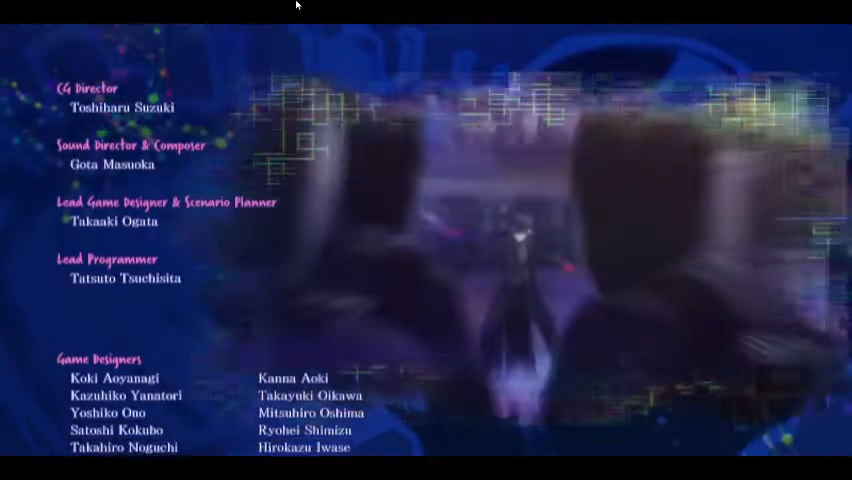 CG Director
Toshiharu Suzuki
Sound Director & Composer
Gota Masuoka
Lead Game Designer & Scenario Planner
Takaaki Ogata
Lead Programmer
Tatsuto Tsuchisita
Game Designers
Koki Aoyanagi Kanna Aoki
Kazuhiko Yanatori Takayuki Oikawa
Yoshiko Ono Mitsuhiro Oshima
Satoshi Kokubo Ryohei Shimizu
Takahiro Noguchi Hirokazu Iwase